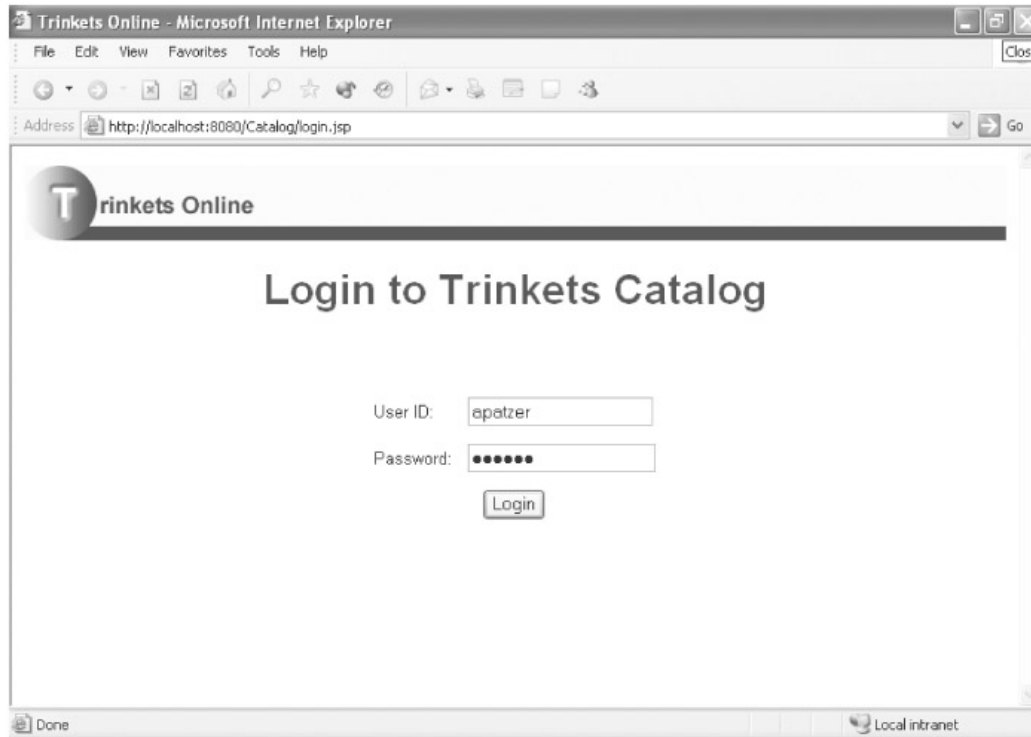 Trinkets Online - Microsoft Internet Explorer
File Edit View Favorites Tools Help
Clos
Address http://localhost:8080/Catalog/login.jsp Go
Trinkets Online
Login to Trinkets Catalog
User ID: apatzer
Password: ●●●●●●
Login
Done Local intranet